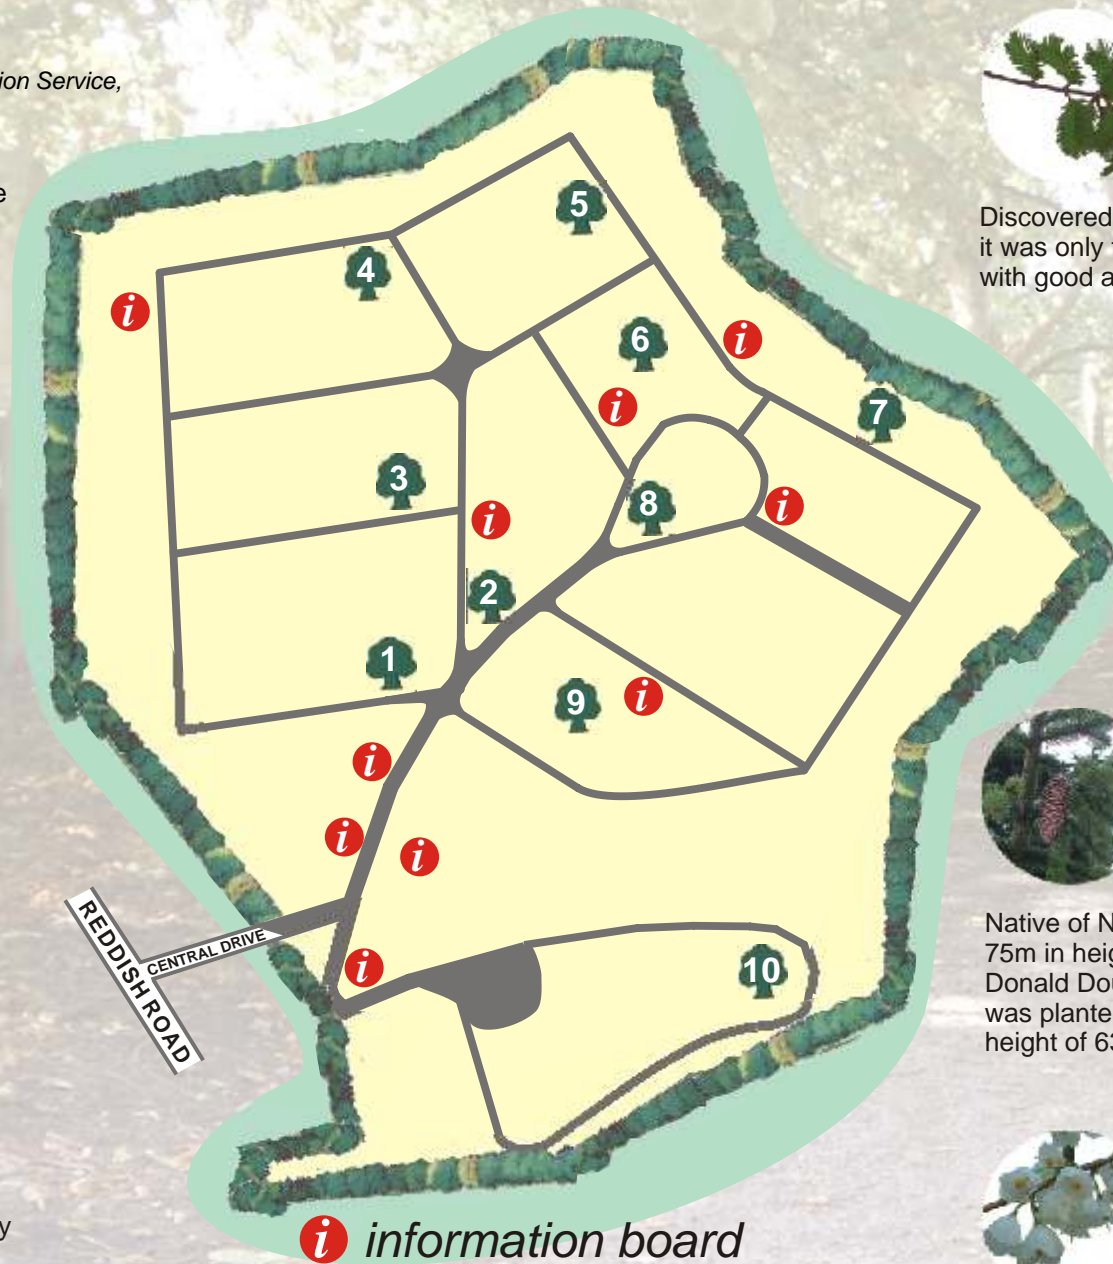 ion Service,
e
5
4
i
i
6
i
7
3
8
i
i
2
1
9
i
i
i
i
REDDISH ROAD
CENTRAL DRIVE
i
10
y
i information board
Discovered
it was only
with good a
Native of N
75m in heig
Donald Dou
was plante
height of 63